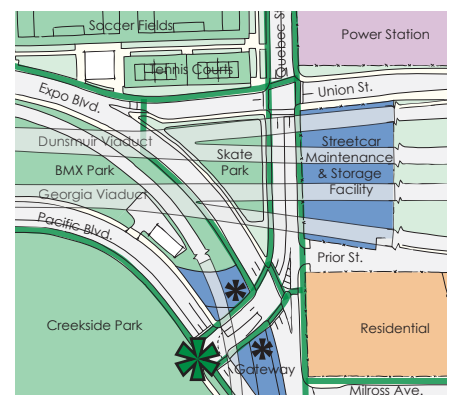 Soccer Fields
Quebec St
Power Station
Tennis Courts
Expo Blvd.
Union St.
Dunsmuir Viaduct
Skate
Park
Streetcar
Maintenance
& Storage
Facility
BMX Park
Georgia Viaduct
Pacific Blvd.
Prior St.
Creekside Park
Residential
Gateway
Milross Ave.